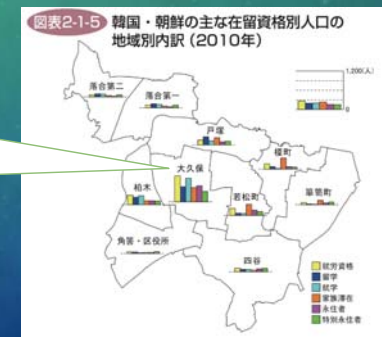 図表2-1-5 韓国・朝鮮の主な在留資格別人口の
地域別内訳（2010年）
1,200(人)
0
落合第二
落合第一
戸塚
榎町
大久保
柏木
若松町
簞笥町
角筈・区役所
四谷
就労資格
留学
就学
家族滞在
永住者
特別永住者